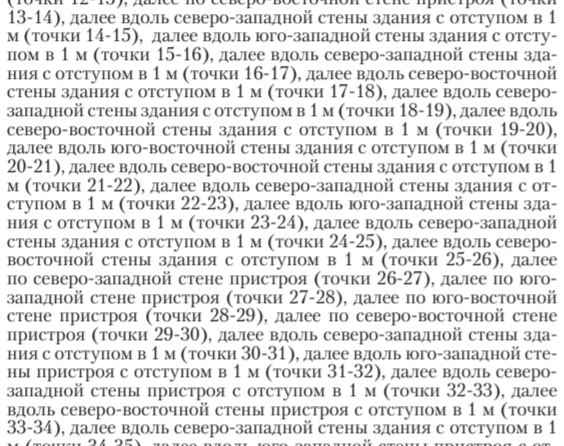 (точки 12-13), далее по северо-восточной стене пристроя (точки
13-14), далее вдоль северо-западной стены здания с отступом в 1
м (точки 14-15), далее вдоль юго-западной стены здания с отсту-
пом в 1 м (точки 15-16), далее вдоль северо-западной стены зда-
ния с отступом в 1 м (точки 16-17), далее вдоль северо-восточной
стены здания с отступом в 1 м (точки 17-18), далее вдоль северо-
западной стены здания с отступом в 1 м (точки 18-19), далее вдоль
северо-восточной стены здания с отступом в 1 м (точки 19-20),
далее вдоль юго-восточной стены здания с отступом в 1 м (точки
20-21), далее вдоль северо-восточной стены здания с отступом в 1
м (точки 21-22), далее вдоль северо-западной стены здания с от-
ступом в 1 м (точки 22-23), далее вдоль юго-западной стены зда-
ния с отступом в 1 м (точки 23-24), далее вдоль северо-западной
стены здания с отступом в 1 м (точки 24-25), далее вдоль северо-
восточной стены здания с отступом в 1 м (точки 25-26), далее
по северо-западной стене пристроя (точки 26-27), далее по юго-
западной стене пристроя (точки 27-28), далее по юго-восточной
стене пристроя (точки 28-29), далее по северо-восточной стене
пристроя (точки 29-30), далее вдоль северо-западной стены зда-
ния с отступом в 1 м (точки 30-31), далее вдоль юго-западной сте-
ны пристроя с отступом в 1 м (точки 31-32), далее вдоль северо-
западной стены пристроя с отступом в 1 м (точки 32-33), далее
вдоль северо-восточной стены пристроя с отступом в 1 м (точки
33-34), далее вдоль северо-западной стены здания с отступом в 1
м (точки 34-35), далее вдоль юго-западной стены пристроя с от-